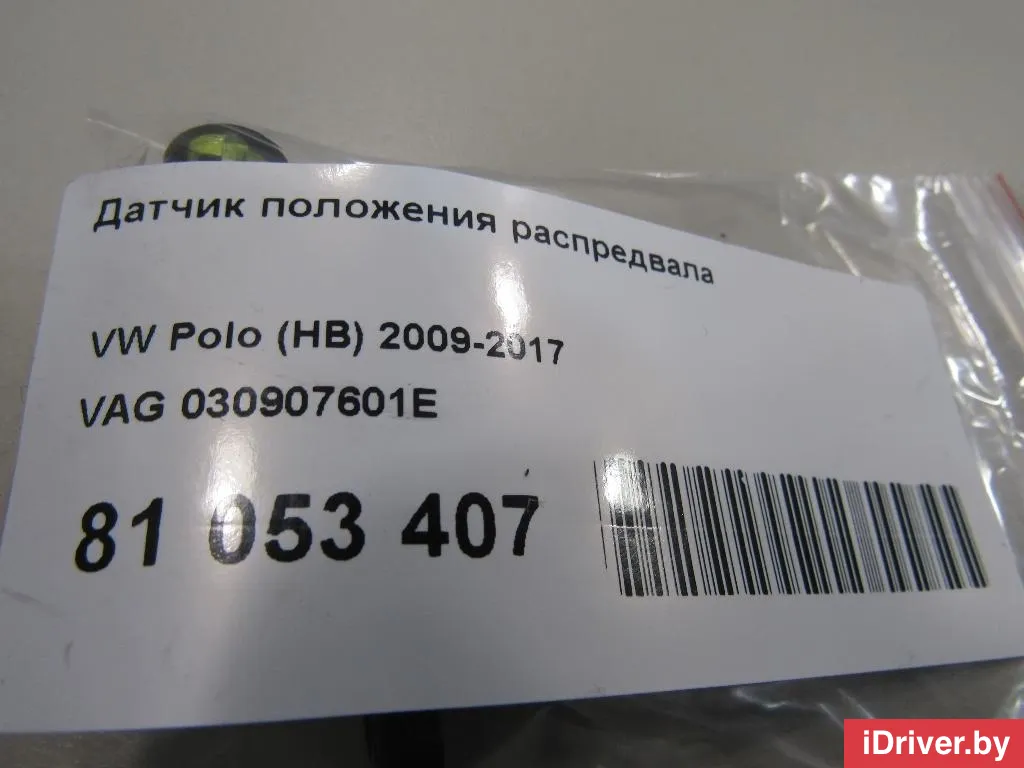 Датчик положения распредвала
VW Polo (HB) 2009-2017
VAG 030907601E
81 053 407
iDriver.by